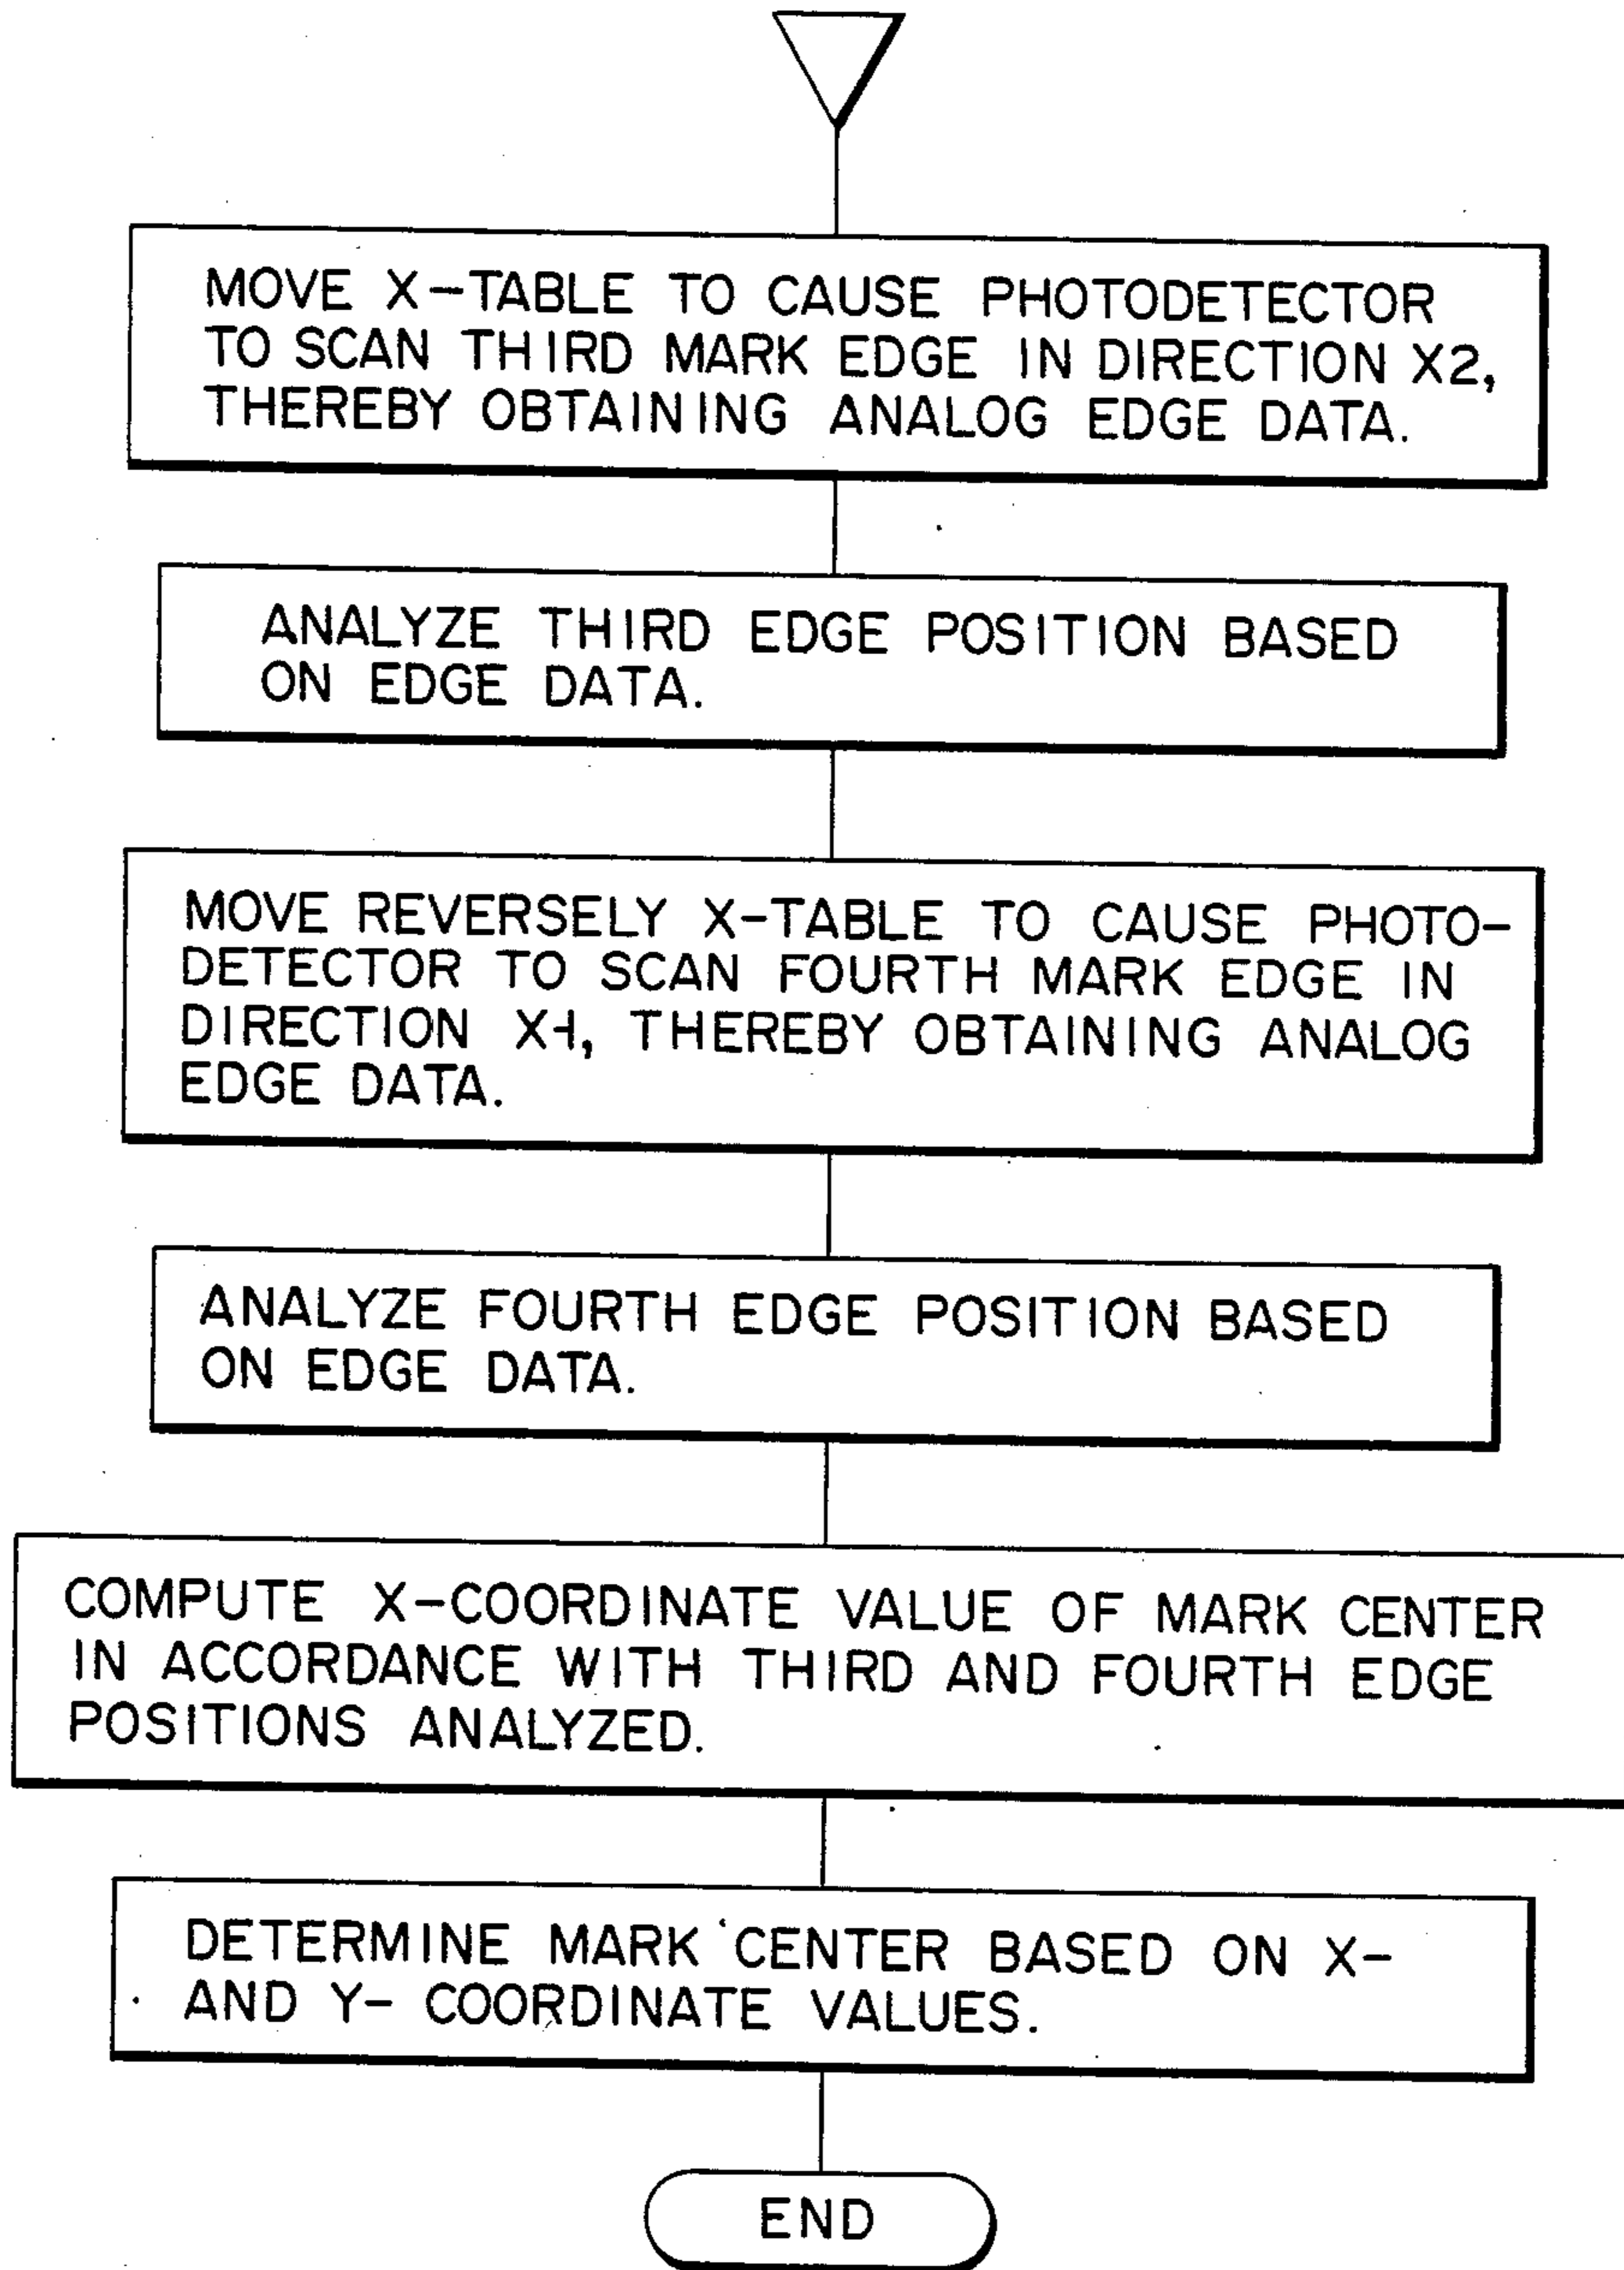 MOVE X-TABLE TO CAUSE PHOTODETECTOR
TO SCAN THIRD MARK EDGE IN DIRECTION X2,
THEREBY OBTAINING ANALOG EDGE DATA.
ANALYZE THIRD EDGE POSITION BASED
ON EDGE DATA.
MOVE REVERSELY X-TABLE TO CAUSE PHOTO-
DETECTOR TO SCAN FOURTH MARK EDGE IN
DIRECTION X1, THEREBY OBTAINING ANALOG
EDGE DATA.
ANALYZE FOURTH EDGE POSITION BASED
ON EDGE DATA.
COMPUTE X-COORDINATE VALUE OF MARK CENTER
IN ACCORDANCE WITH THIRD AND FOURTH EDGE
POSITIONS ANALYZED.
DETERMINE MARK CENTER BASED ON X-
AND Y- COORDINATE VALUES.
END